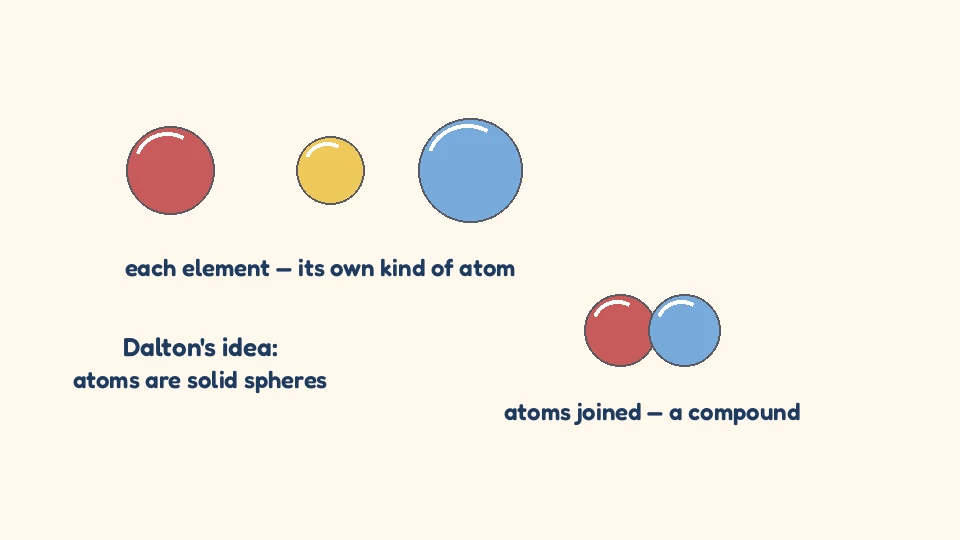 each element — its own kind of atom
Dalton's idea:
atoms are solid spheres
atoms joined — a compound